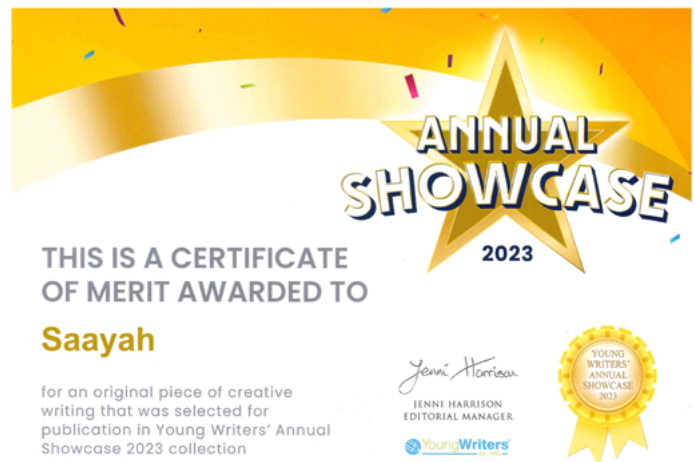 ANNUAL
SHOWCASE
2023
THIS IS A CERTIFICATE
OF MERIT AWARDED TO
Saayah
for an original piece of creative
writing that was selected for
publication in Young Writers' Annual
Showcase 2023 collection
Jenni Harrison
JENNI HARRISON
EDITORIAL MANAGER
YoungWriters
Est. 1991
YOUNG
WRITERS'
ANNUAL
SHOWCASE
2023